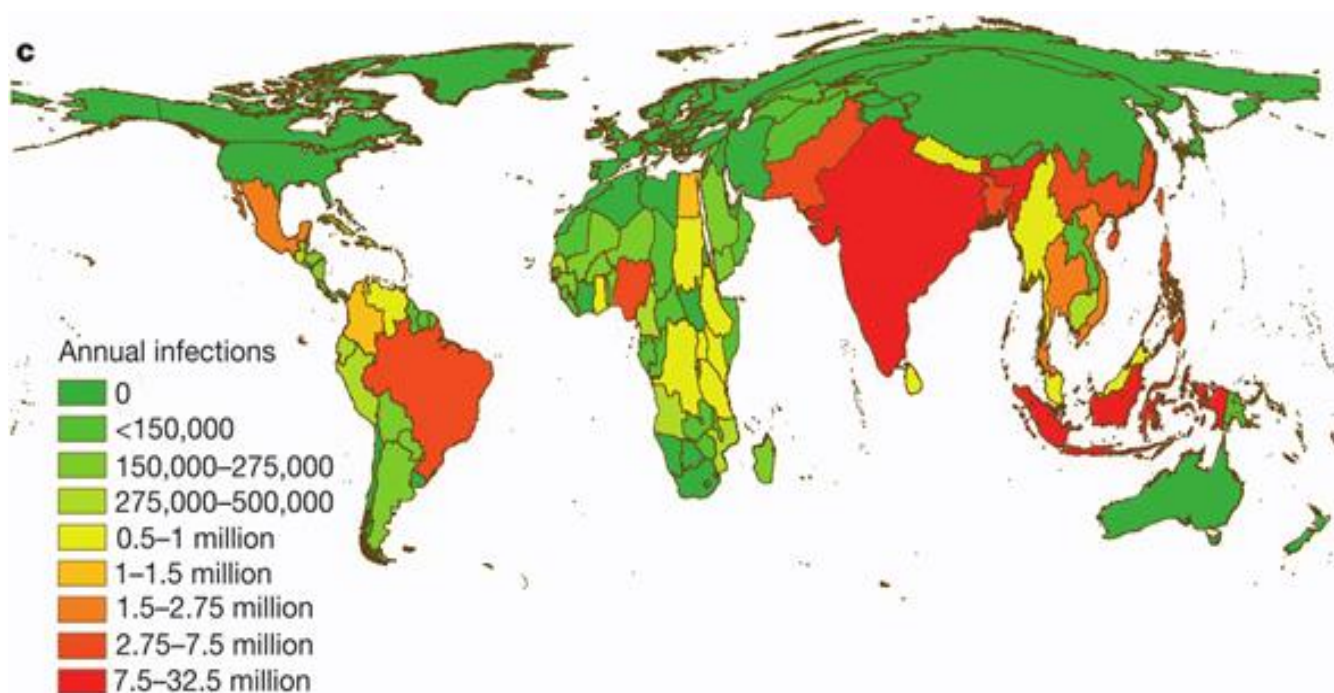 c
Annual infections
0
<150,000
150,000–275,000
275,000–500,000
0.5–1 million
1–1.5 million
1.5–2.75 million
2.75–7.5 million
7.5–32.5 million